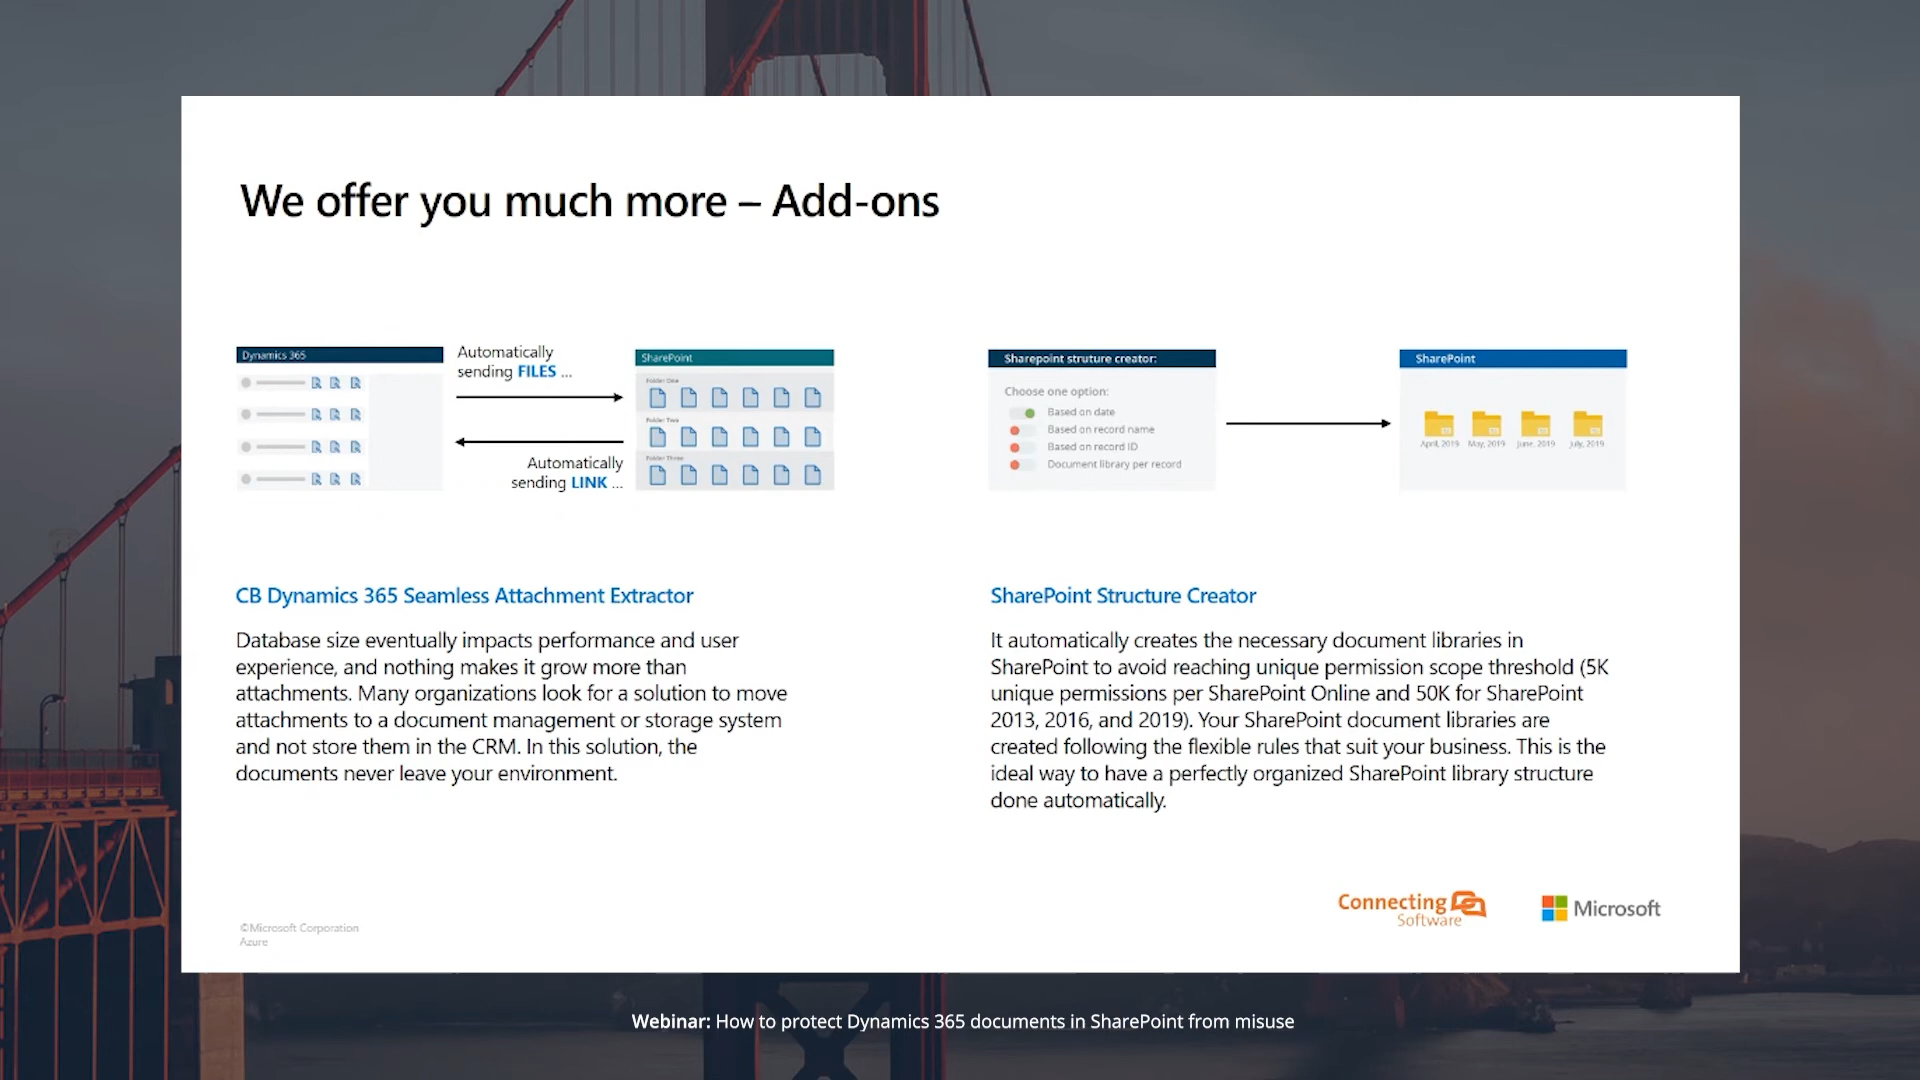 We offer you much more – Add-ons
Dynamics 365
Automatically
sending FILES ...
Automatically
sending LINK ...
SharePoint
Folder One
Folder Two
Folder Three
Sharepoint struture creator:
Choose one option:
Based on date
Based on record name
Based on record ID
Document library per record
SharePoint
April, 2019 May, 2019 June, 2019 July, 2019
CB Dynamics 365 Seamless Attachment Extractor
Database size eventually impacts performance and user
experience, and nothing makes it grow more than
attachments. Many organizations look for a solution to move
attachments to a document management or storage system
and not store them in the CRM. In this solution, the
documents never leave your environment.
SharePoint Structure Creator
It automatically creates the necessary document libraries in
SharePoint to avoid reaching unique permission scope threshold (5K
unique permissions per SharePoint Online and 50K for SharePoint
2013, 2016, and 2019). Your SharePoint document libraries are
created following the flexible rules that suit your business. This is the
ideal way to have a perfectly organized SharePoint library structure
done automatically.
©Microsoft Corporation
Azure
Connecting
Software
Microsoft
Webinar: How to protect Dynamics 365 documents in SharePoint from misuse